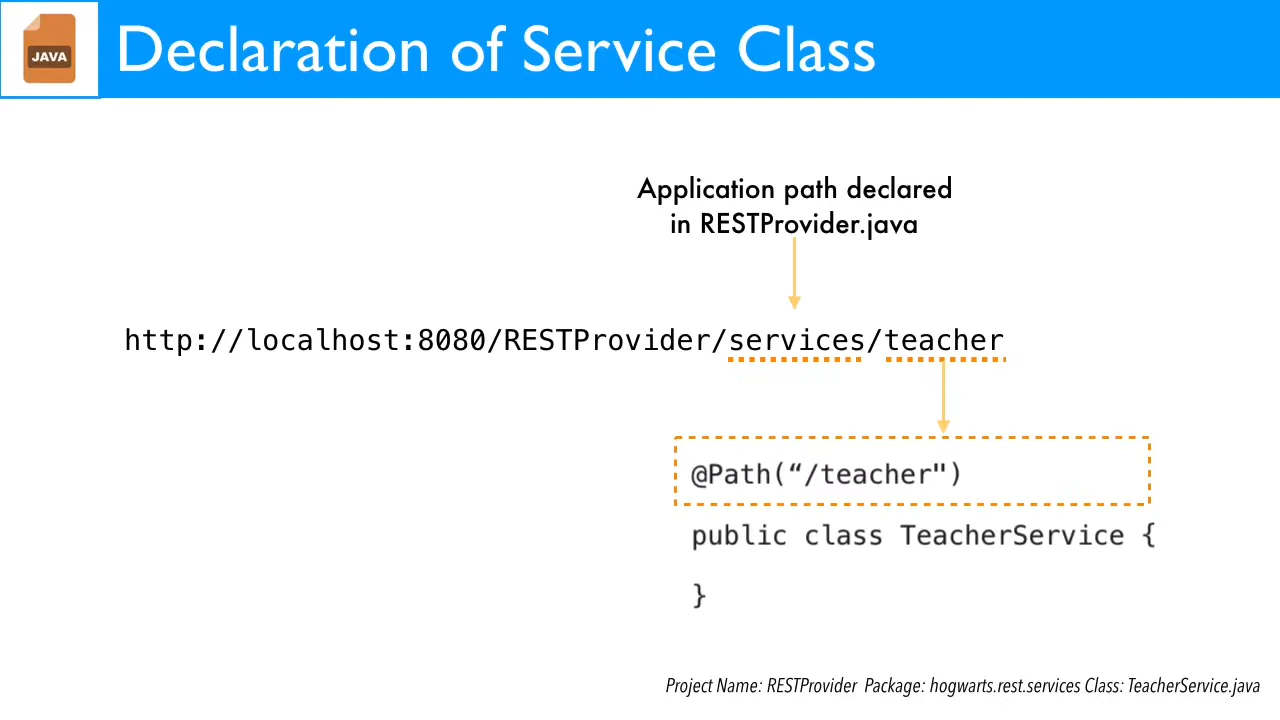 JAVA
Declaration of Service Class
Application path declared
in RESTProvider.java
http://localhost:8080/RESTProvider/services/teacher
@Path(“/teacher")
public class TeacherService {
}
Project Name: RESTProvider Package: hogwarts.rest.services Class: TeacherService.java